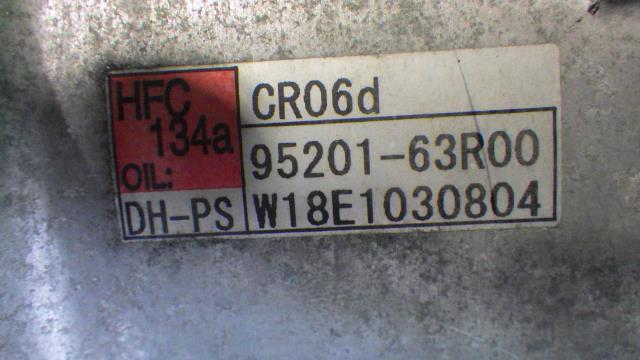 HFC
134a
OIL:
DH-PS
CR06d
95201-63R00
W18E1030804